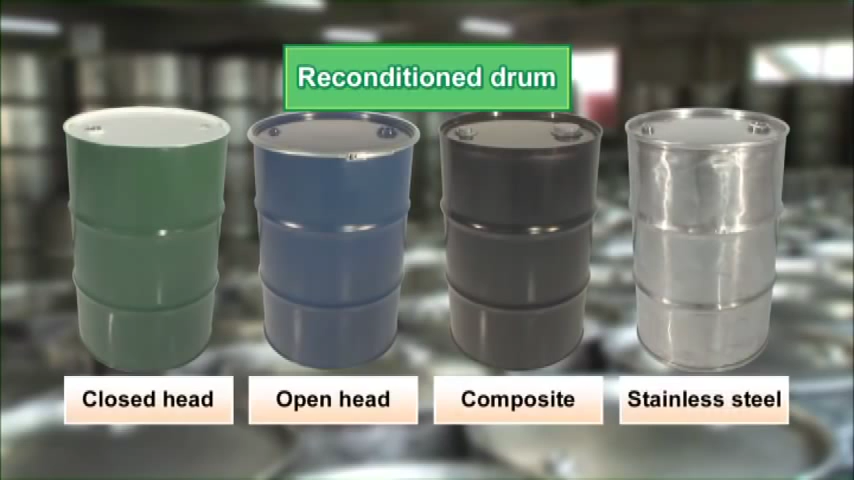 Reconditioned drum
Closed head
Open head
Composite
Stainless steel